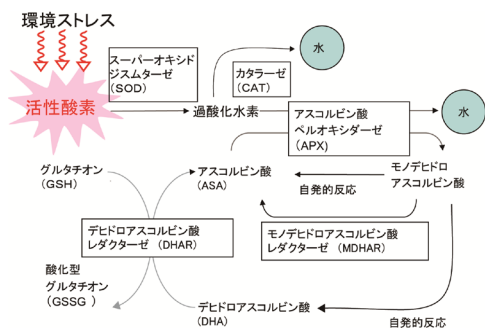 環境ストレス
活性酸素
スーパーオキシド
ジスムターゼ
(SOD)
過酸化水素
カタラーゼ
(CAT)
水
アスコルビン酸
ペルオキシダーゼ
(APX)
水
グルタチオン
(GSH)
アスコルビン酸
(ASA)
自発的反応
モノデヒドロ
アスコルビン酸
デヒドロアスコルビン酸
レダクターゼ (DHAR)
モノデヒドロアスコルビン酸
レダクターゼ (MDHAR)
酸化型
グルタチオン
(GSSG )
デヒドロアスコルビン酸
(DHA)
自発的反応